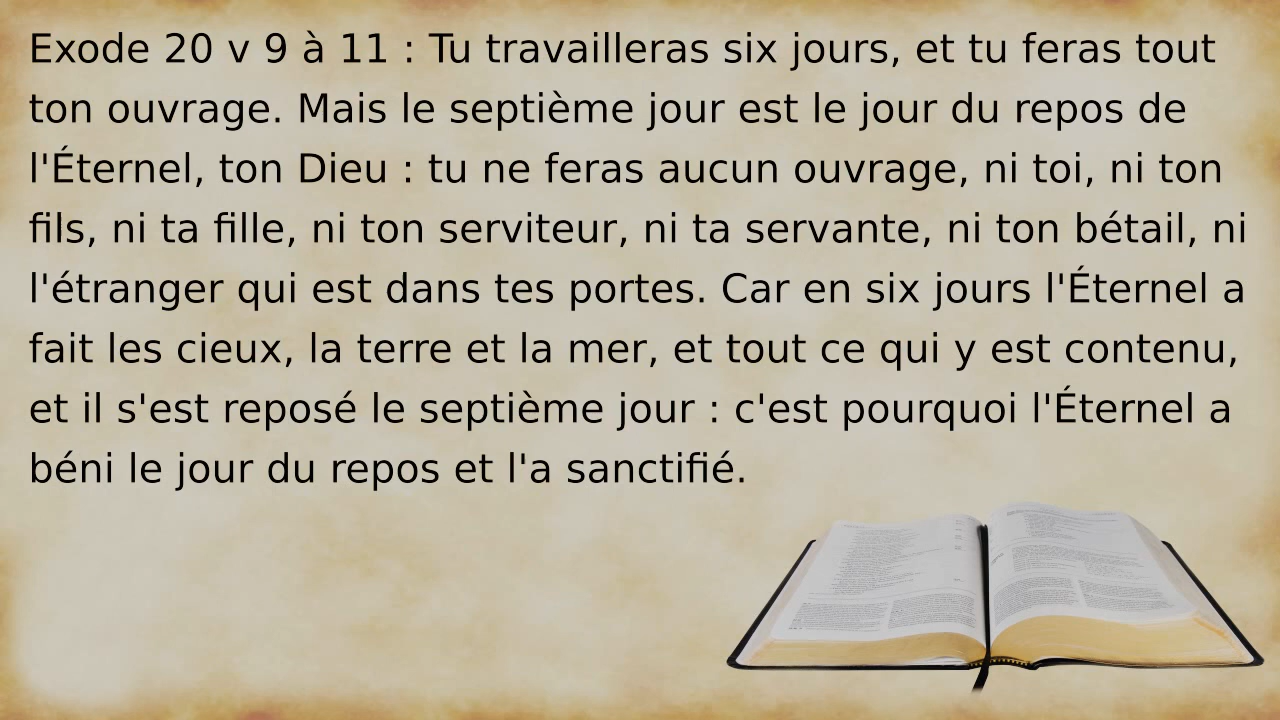 Exode 20 v 9 à 11 : Tu travailleras six jours, et tu feras tout
ton ouvrage. Mais le septième jour est le jour du repos de
l'Éternel, ton Dieu : tu ne feras aucun ouvrage, ni toi, ni ton
fils, ni ta fille, ni ton serviteur, ni ta servante, ni ton bétail, ni
l'étranger qui est dans tes portes. Car en six jours l'Éternel a
fait les cieux, la terre et la mer, et tout ce qui y est contenu,
et il s'est reposé le septième jour : c'est pourquoi l'Éternel a
béni le jour du repos et l'a sanctifié.